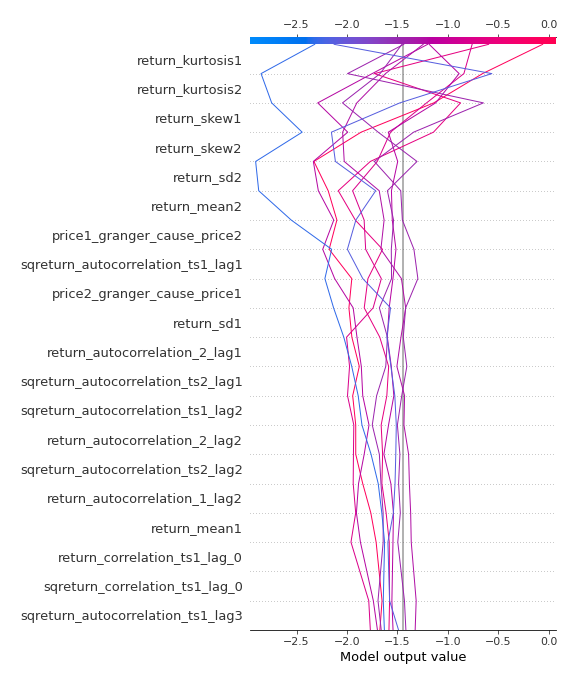 −2.5 −2.0 −1.5 −1.0 −0.5 0.0
return_kurtosis1
return_kurtosis2
return_skew1
return_skew2
return_sd2
return_mean2
price1_granger_cause_price2
sqreturn_autocorrelation_ts1_lag1
price2_granger_cause_price1
return_sd1
return_autocorrelation_2_lag1
sqreturn_autocorrelation_ts2_lag1
sqreturn_autocorrelation_ts1_lag2
return_autocorrelation_2_lag2
sqreturn_autocorrelation_ts2_lag2
return_autocorrelation_1_lag2
return_mean1
return_correlation_ts1_lag_0
sqreturn_correlation_ts1_lag_0
sqreturn_autocorrelation_ts1_lag3
−2.5 −2.0 −1.5 −1.0 −0.5 0.0
Model output value